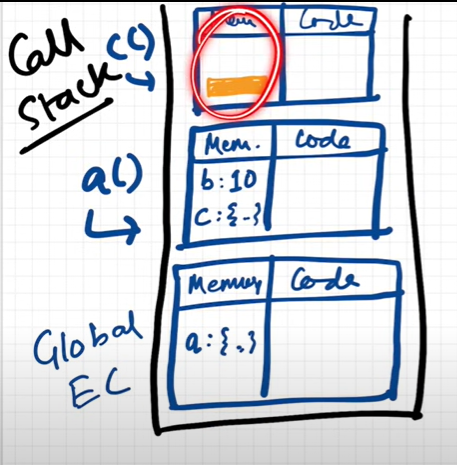 Call
Stack
c()
Mem Code
a()
Mem. Code
b:10
c:{-}
Global
EC
Memory Code
a:{.}